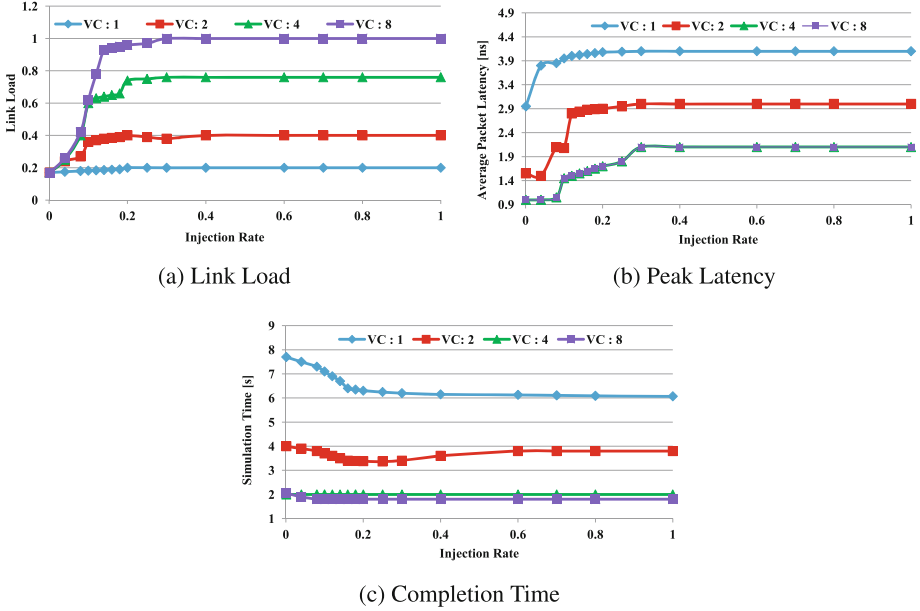 1.2
VC : 1 VC: 2 VC : 4 VC : 8
1
0.8
0.6
0.4
0.2
0
Link Load
0 0.2 0.4 0.6 0.8 1
Injection Rate
(a) Link Load
4.9
VC : 1 VC: 2 VC : 4 VC : 8
4.4
3.9
3.4
2.9
2.4
1.9
1.4
0.9
Average Packet Latency [ns]
0 0.2 0.4 0.6 0.8 1
Injection Rate
(b) Peak Latency
9
VC : 1 VC: 2 VC : 4 VC : 8
8
7
6
5
4
3
2
1
Simulation Time [s]
0 0.2 0.4 0.6 0.8 1
Injection Rate
(c) Completion Time